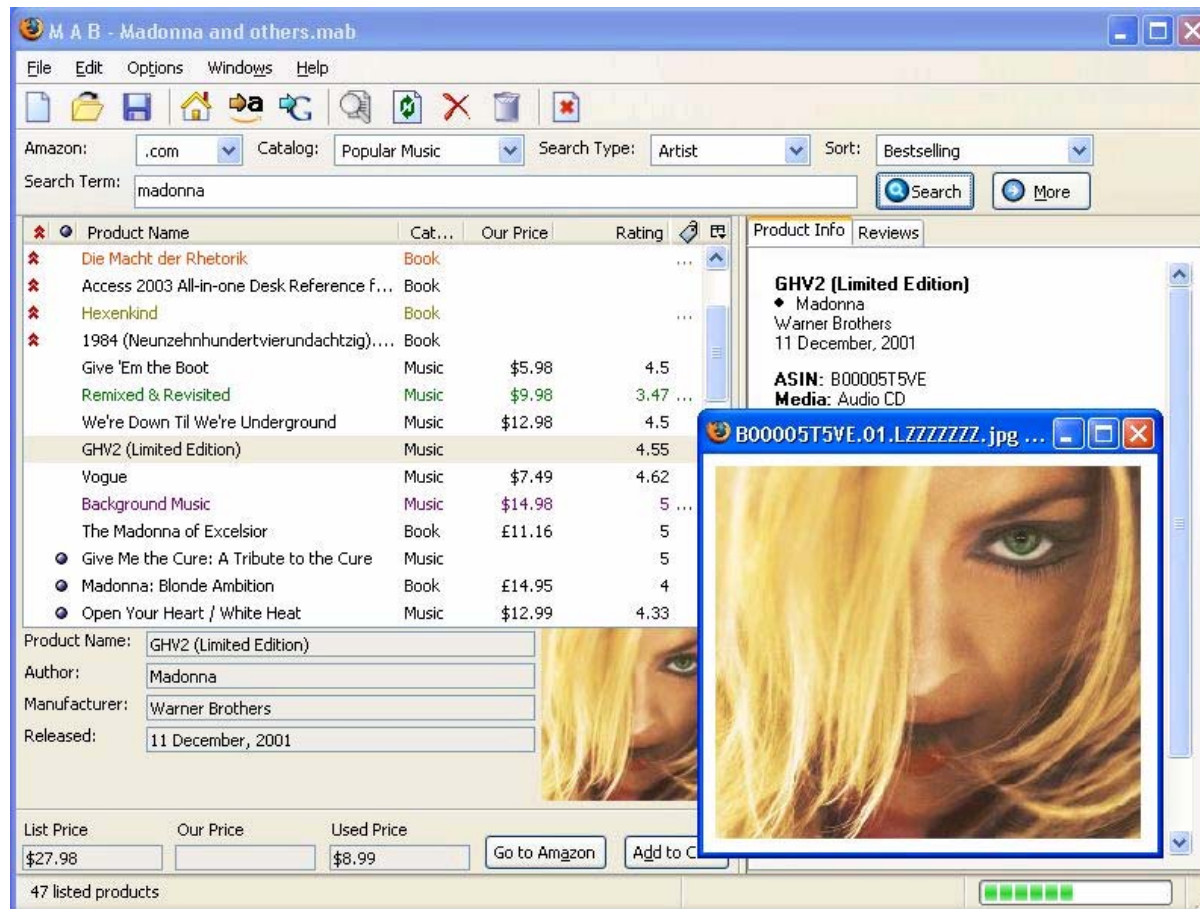 M A B - Madonna and others.mab
File Edit Options Windows Help
Amazon: .com Catalog: Popular Music Search Type: Artist Sort: Bestselling
Search Term: madonna Search More
Product Name Cat... Our Price Rating
Die Macht der Rhetorik Book ...
Access 2003 All-in-one Desk Reference f... Book
Hexenkind Book ...
1984 (Neunzehnhundertvierundachtzig).... Book
Give 'Em the Boot Music $5.98 4.5
Remixed & Revisited Music $9.98 3.47 ...
We're Down Til We're Underground Music $12.98 4.5
GHV2 (Limited Edition) Music 4.55
Vogue Music $7.49 4.62
Background Music Music $14.98 5 ...
The Madonna of Excelsior Book £11.16 5
Give Me the Cure: A Tribute to the Cure Music 5
Madonna: Blonde Ambition Book £14.95 4
Open Your Heart / White Heat Music $12.99 4.33
Product Name: GHV2 (Limited Edition)
Author: Madonna
Manufacturer: Warner Brothers
Released: 11 December, 2001
List Price Our Price Used Price
$27.98 $8.99 Go to Amazon Add to C
47 listed products
Product Info Reviews
GHV2 (Limited Edition)
Madonna
Warner Brothers
11 December, 2001
ASIN: B00005T5VE
Media: Audio CD
B00005T5VE.01.LZZZZZZZ.jpg ...